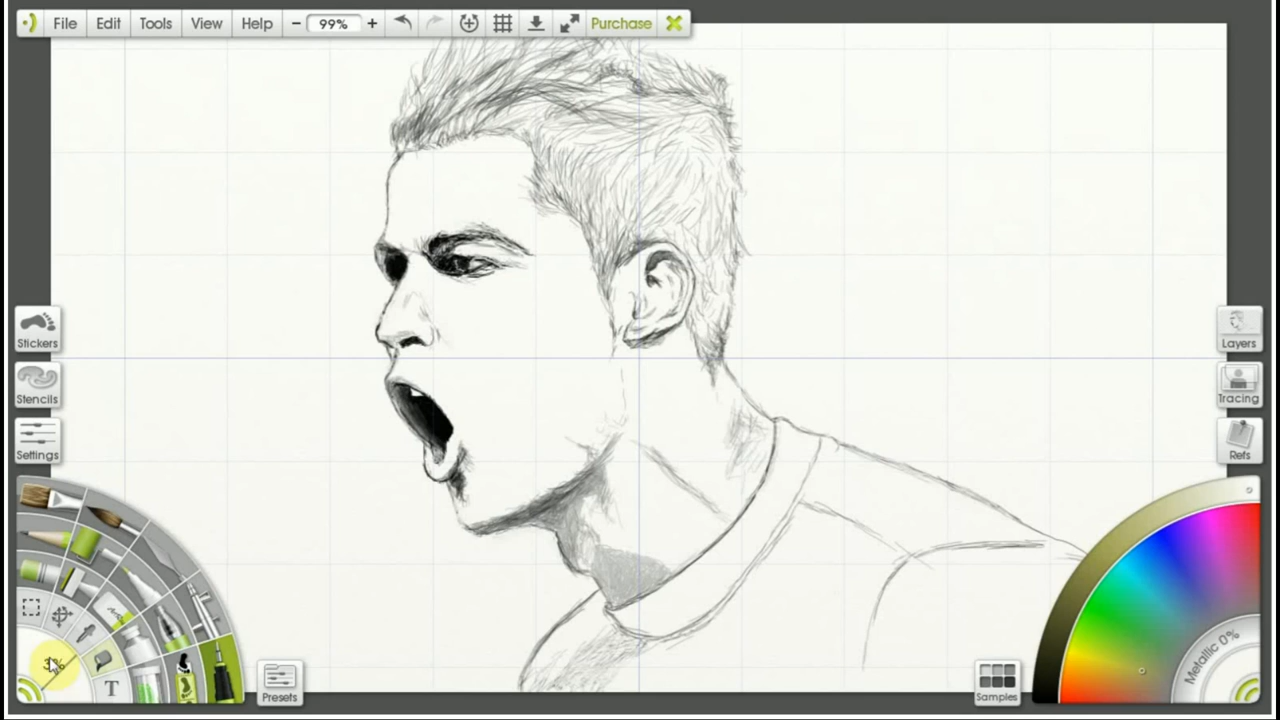 File Edit Tools View Help − 99% + Purchase
Stickers
Stencils
Settings
Layers
Tracing
Refs
T
Presets
Samples
Metallic 0%